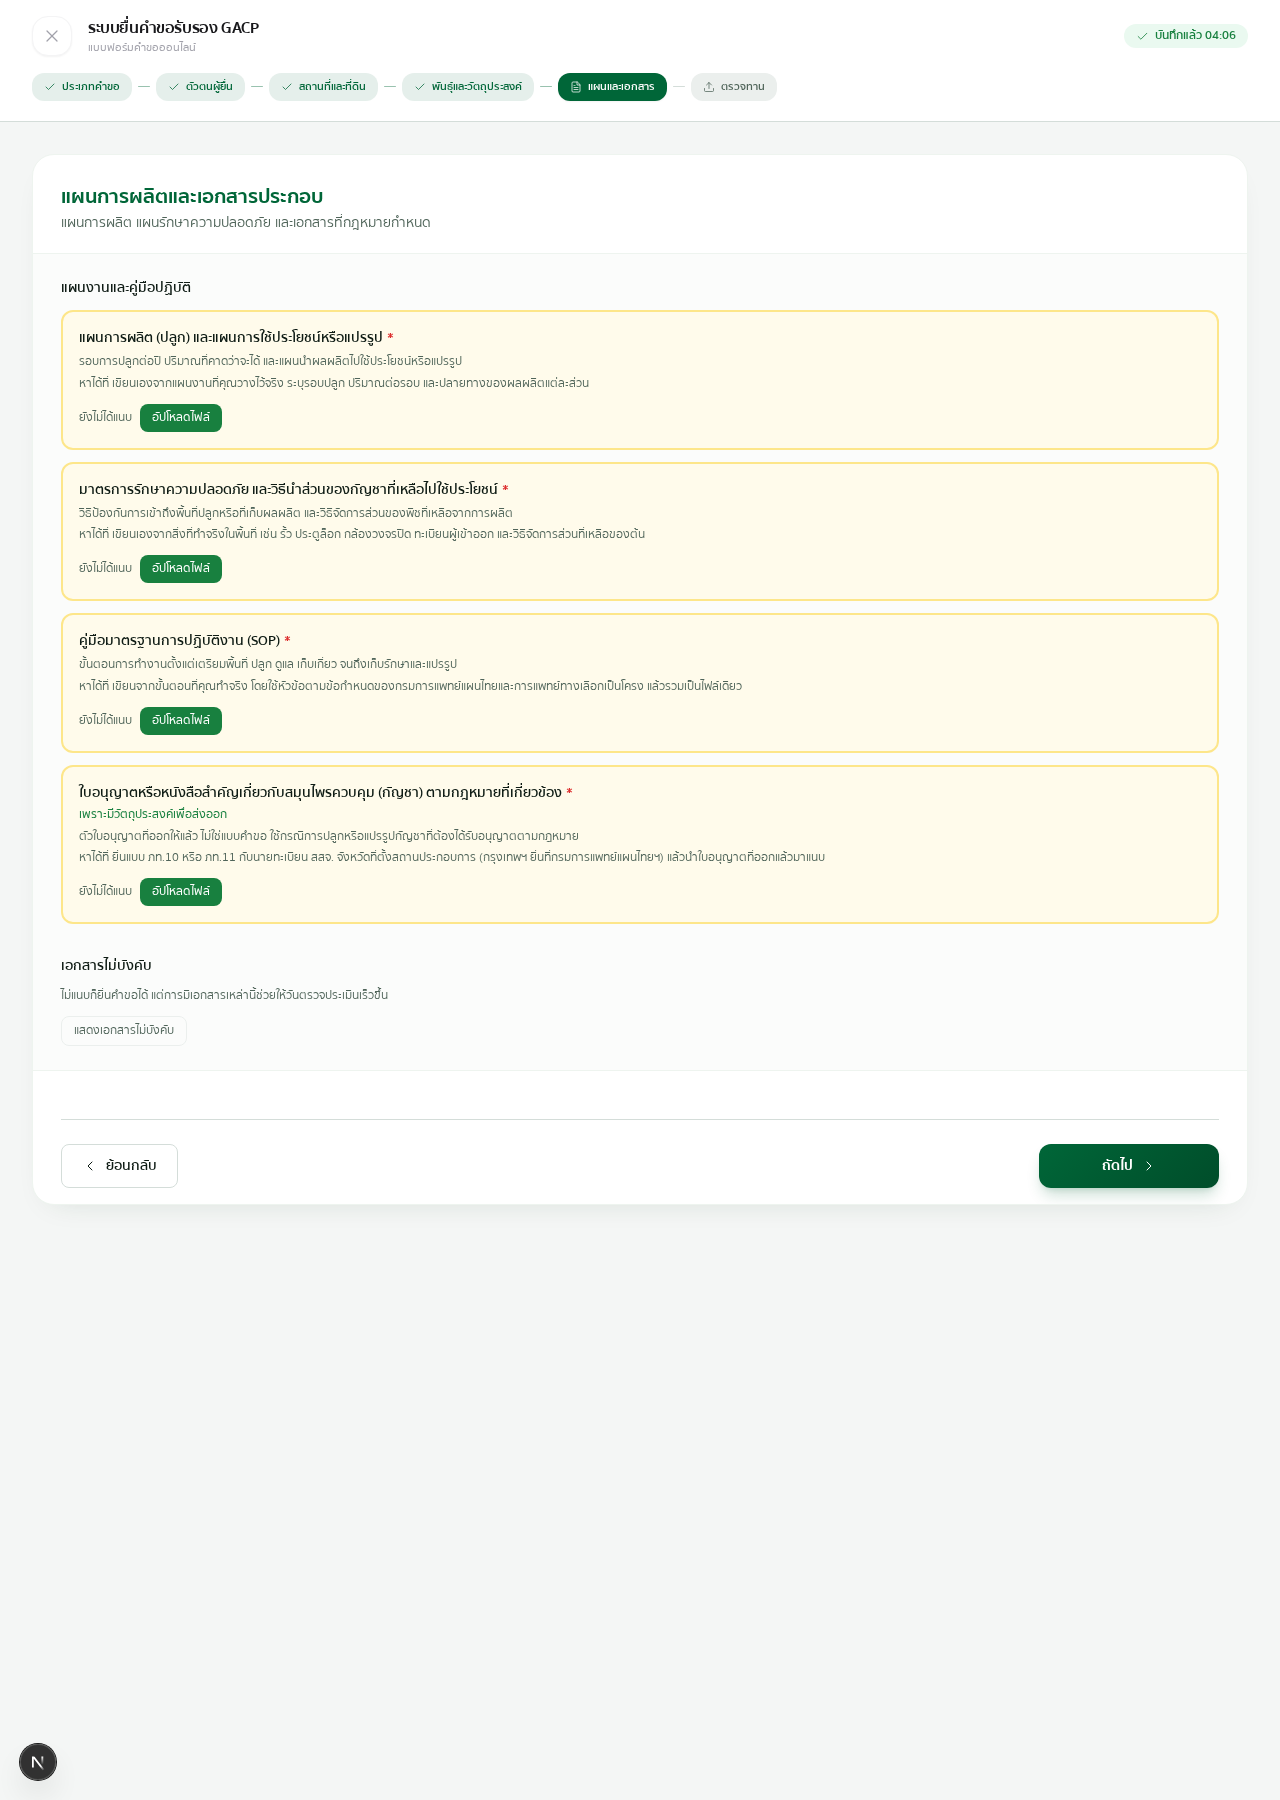 ระบบยื่นคำขอรับรอง GACP
แบบฟอร์มคำขอออนไลน์
บันทึกแล้ว 04:06
ประเภทคำขอ
ตัวตนผู้ยื่น
สถานที่และที่ดิน
พันธุ์และวัตถุประสงค์
แผนและเอกสาร
ตรวจทาน
แผนการผลิตและเอกสารประกอบ
แผนการผลิต แผนรักษาความปลอดภัย และเอกสารที่กฎหมายกำหนด
แผนงานและคู่มือปฏิบัติ
แผนการผลิต (ปลูก) และแผนการใช้ประโยชน์หรือแปรรูป *
รอบการปลูกต่อปี ปริมาณที่คาดว่าจะได้ และแผนนำผลผลิตไปใช้ประโยชน์หรือแปรรูป
หาได้ที่ เขียนเองจากแผนงานที่คุณวางไว้จริง ระบุรอบปลูก ปริมาณต่อรอบ และปลายทางของผลผลิตแต่ละส่วน
ยังไม่ได้แนบ อัปโหลดไฟล์
มาตรการรักษาความปลอดภัย และวิธีนำส่วนของกัญชาที่เหลือไปใช้ประโยชน์ *
วิธีป้องกันการเข้าถึงพื้นที่ปลูกหรือที่เก็บผลผลิต และวิธีจัดการส่วนของพืชที่เหลือจากการผลิต
หาได้ที่ เขียนเองจากสิ่งที่ทำจริงในพื้นที่ เช่น รั้ว ประตูล็อก กล้องวงจรปิด ทะเบียนผู้เข้าออก และวิธีจัดการส่วนที่เหลือของต้น
ยังไม่ได้แนบ อัปโหลดไฟล์
คู่มือมาตรฐานการปฏิบัติงาน (SOP) *
ขั้นตอนการทำงานตั้งแต่เตรียมพื้นที่ ปลูก ดูแล เก็บเกี่ยว จนถึงเก็บรักษาและแปรรูป
หาได้ที่ เขียนจากขั้นตอนที่คุณทำจริง โดยใช้หัวข้อตามข้อกำหนดของกรมการแพทย์แผนไทยและการแพทย์ทางเลือกเป็นโครง แล้วรวมเป็นไฟล์เดียว
ยังไม่ได้แนบ อัปโหลดไฟล์
ใบอนุญาตหรือหนังสือสำคัญเกี่ยวกับสมุนไพรควบคุม (กัญชา) ตามกฎหมายที่เกี่ยวข้อง *
เพราะมีวัตถุประสงค์เพื่อส่งออก
ตัวใบอนุญาตที่ออกให้แล้ว ไม่ใช่แบบคำขอ ใช้กรณีการปลูกหรือแปรรูปกัญชาที่ต้องได้รับอนุญาตตามกฎหมาย
หาได้ที่ ยื่นแบบ ภท.10 หรือ ภท.11 กับนายทะเบียน สสจ. จังหวัดที่ตั้งสถานประกอบการ (กรุงเทพฯ ยื่นที่กรมการแพทย์แผนไทยฯ) แล้วนำใบอนุญาตที่ออกแล้วมาแนบ
ยังไม่ได้แนบ อัปโหลดไฟล์
เอกสารไม่บังคับ
ไม่แนบก็ยื่นคำขอได้ แต่การมีเอกสารเหล่านี้ช่วยให้วันตรวจประเมินเร็วขึ้น
แสดงเอกสารไม่บังคับ
ย้อนกลับ
ถัดไป
N